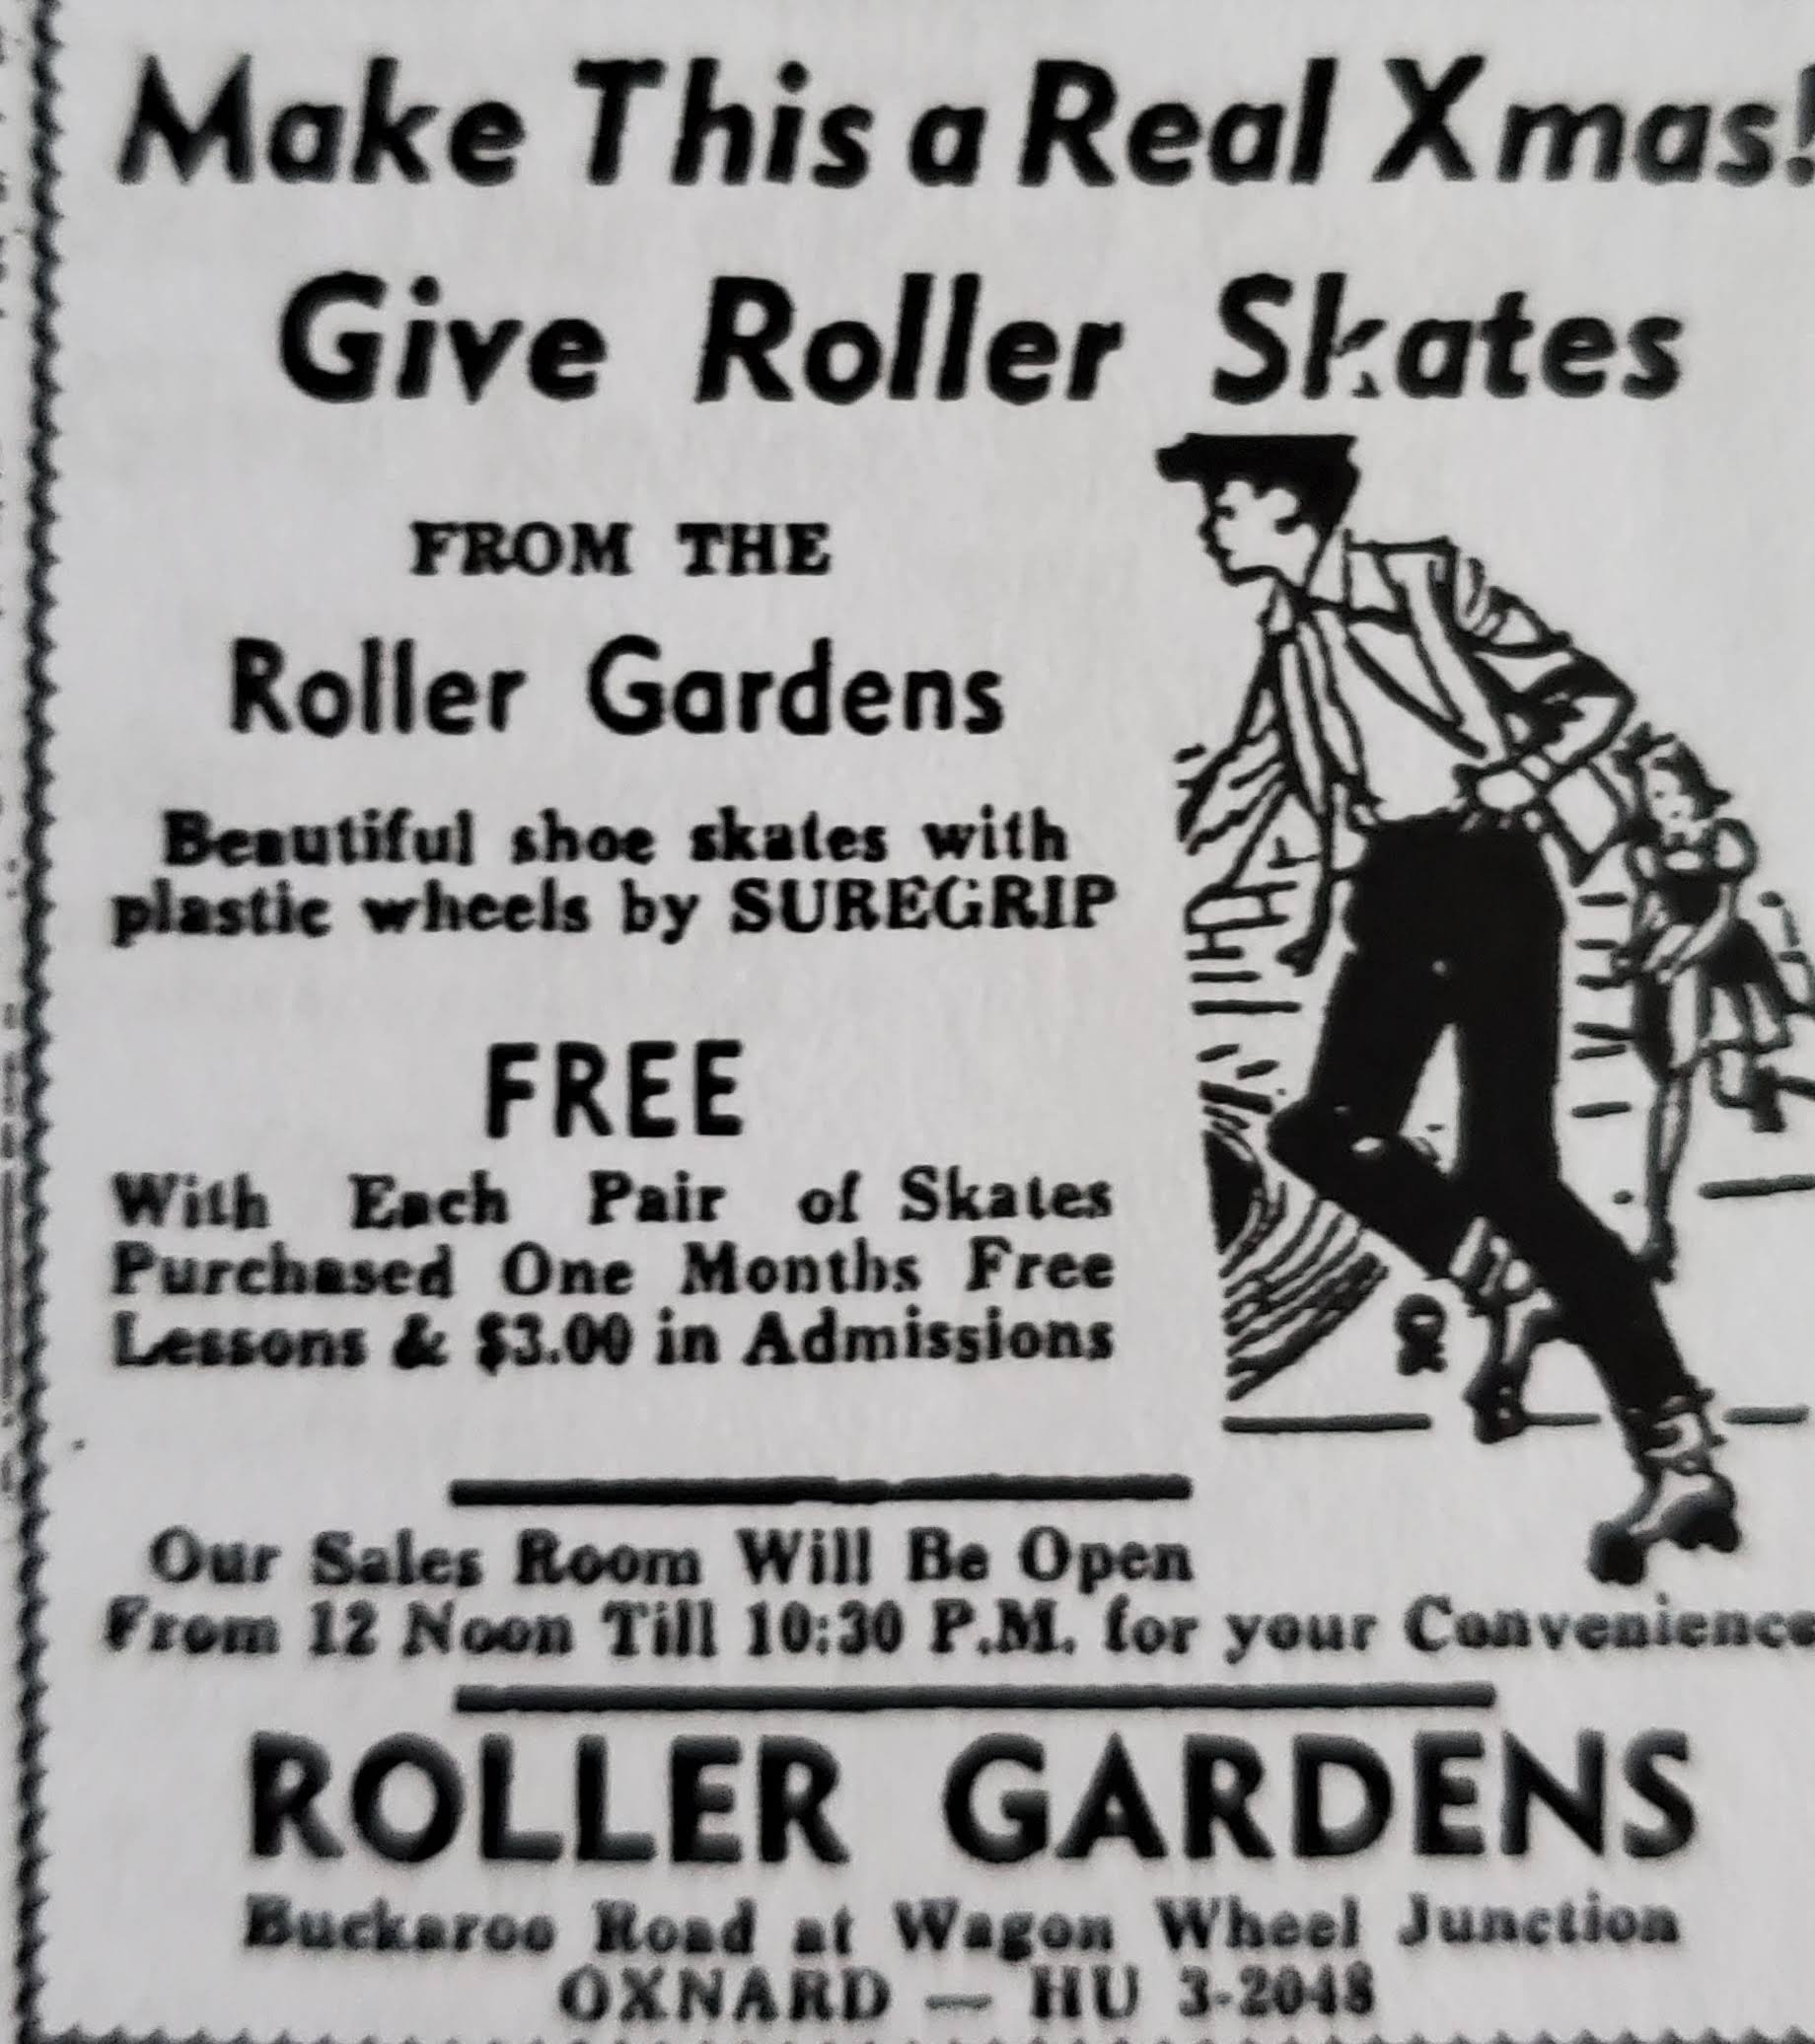 Make This a Real Xmas!
Give Roller Skates
FROM THE
Roller Gardens
Beautiful shoe skates with
plastic wheels by SUREGRIP
FREE
With Each Pair of Skates
Purchased One Months Free
Lessons & $3.00 in Admissions
Our Sales Room Will Be Open
From 12 Noon Till 10:30 P.M. for your Convenience
ROLLER GARDENS
Buckaroo Road at Wagon Wheel Junction
OXNARD — HU 3-2048